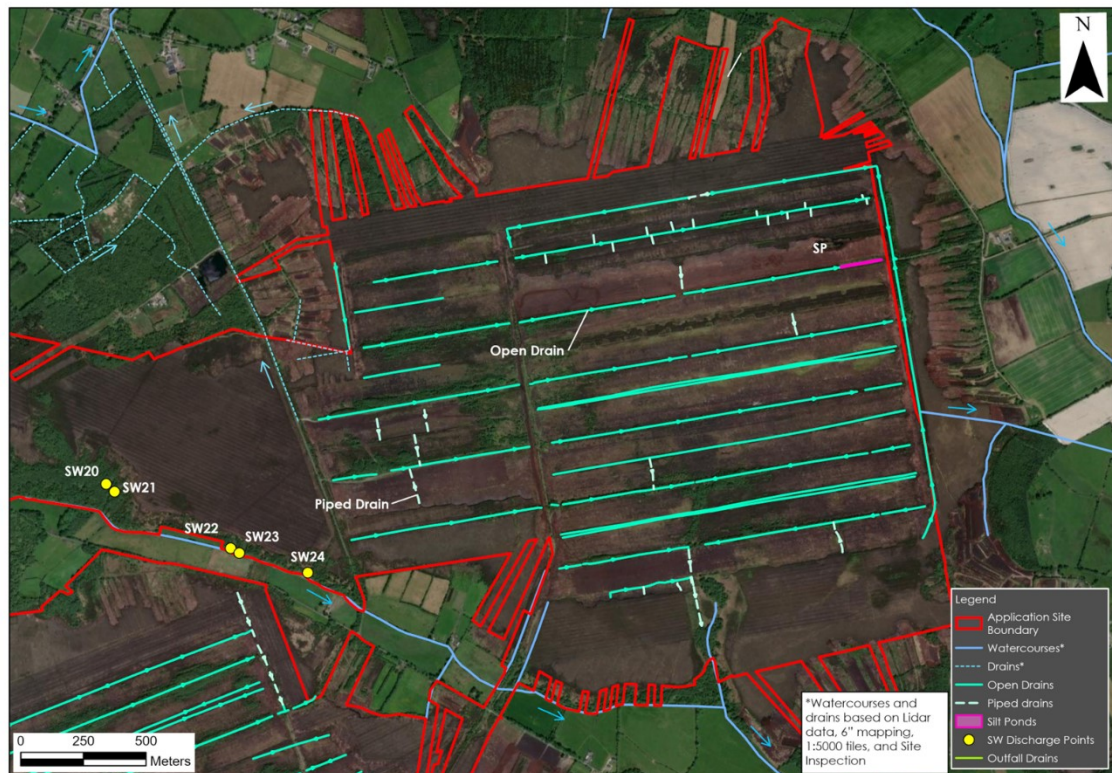 N
SP
Open Drain
SW20
SW21
Piped Drain
SW22
SW23
SW24
Legend
Application Site
Boundary
Watercourses*
Drains*
Open Drains
Piped drains
Silt Ponds
SW Discharge Points
Outfall Drains
*Watercourses and
drains based on Lidar
data, 6" mapping,
1:5000 tiles, and Site
Inspection
0 250 500
Meters